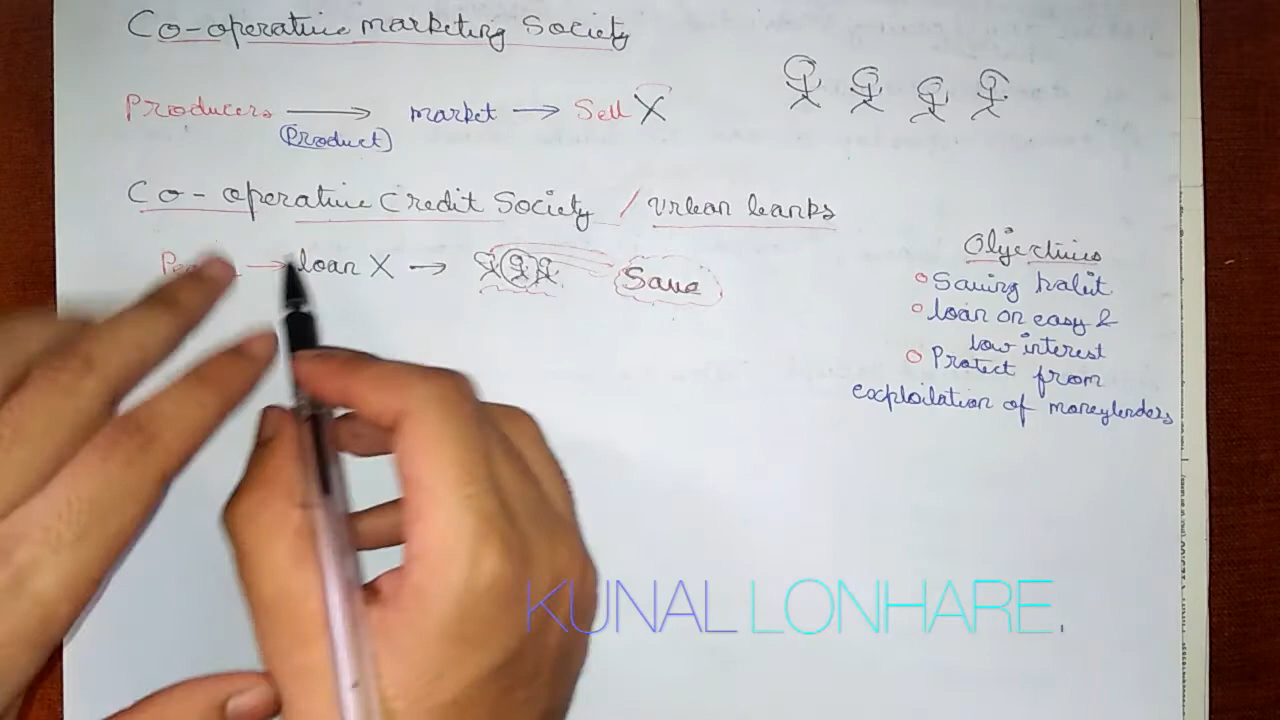 Co-operative marketing Society
Producers → market → Sell X
(Product)
Co-operative Credit Society / Urban banks
→ loan X → Save
Objectives
Saving habit
loan on easy &
low interest
Protect from
exploilation of moneylenders
KUNAL LONHARE.